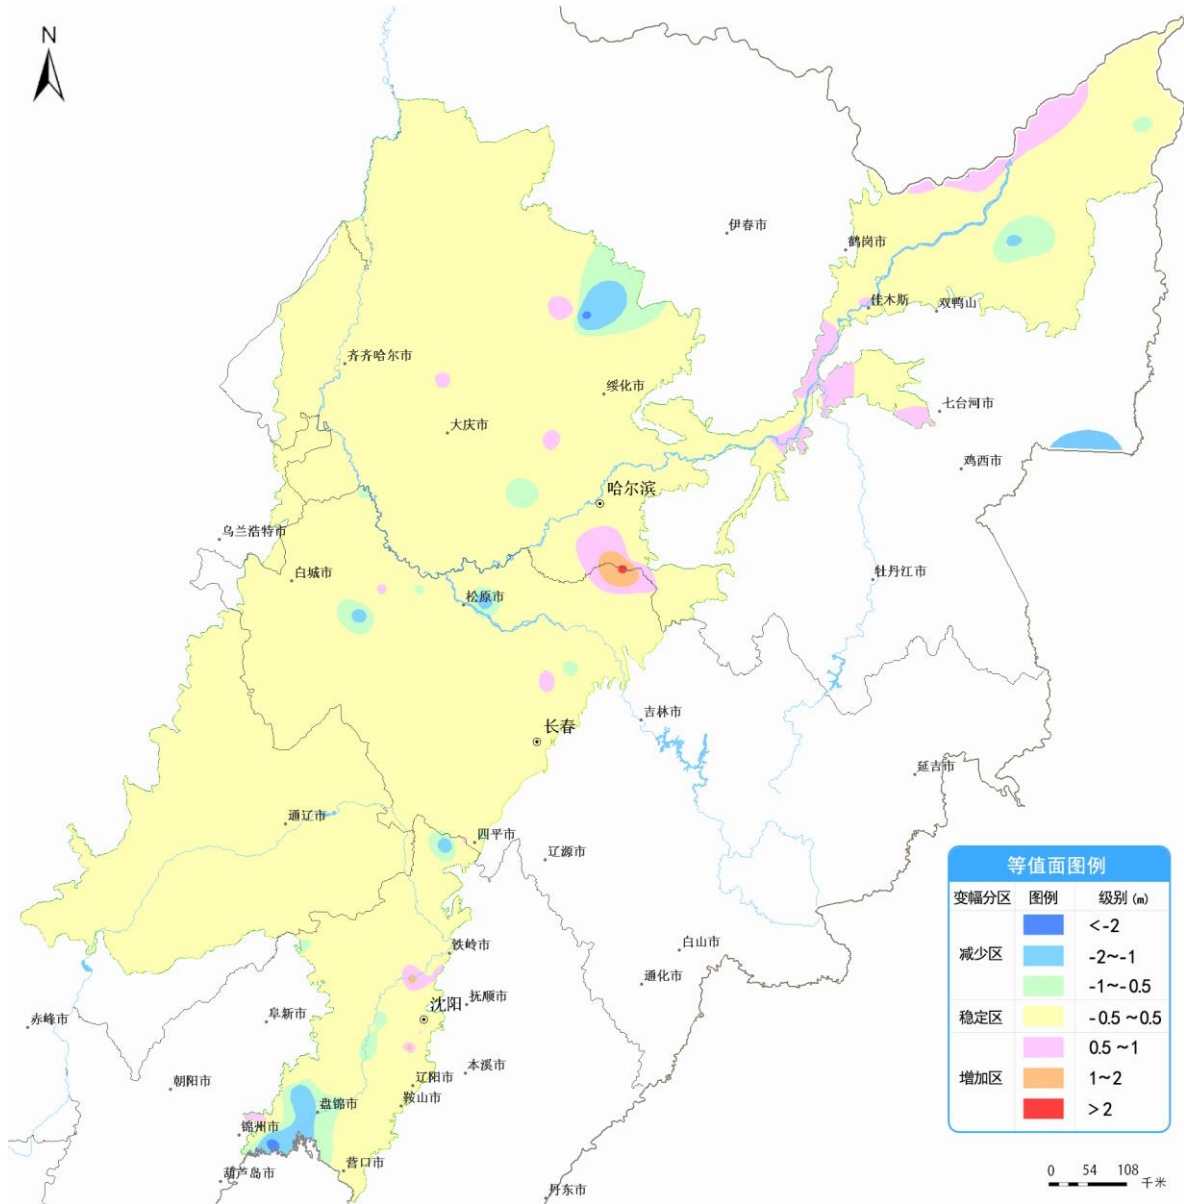 N
伊春市
鹤岗市
佳木斯
双鸭山
齐齐哈尔市
绥化市
大庆市
七台河市
鸡西市
哈尔滨
乌兰浩特市
白城市
松原市
牡丹江市
吉林市
长春
延吉市
通辽市
四平市
辽源市
铁岭市
白山市
通化市
沈阳
抚顺市
赤峰市
阜新市
本溪市
朝阳市
辽阳市
鞍山市
盘锦市
锦州市
葫芦岛市
营口市
丹东市
等值面图例
变幅分区 图例 级别 (m)
<-2
减少区 -2~-1
-1~-0.5
稳定区 -0.5~0.5
0.5~1
增加区 1~2
>2
0 54 108
千米